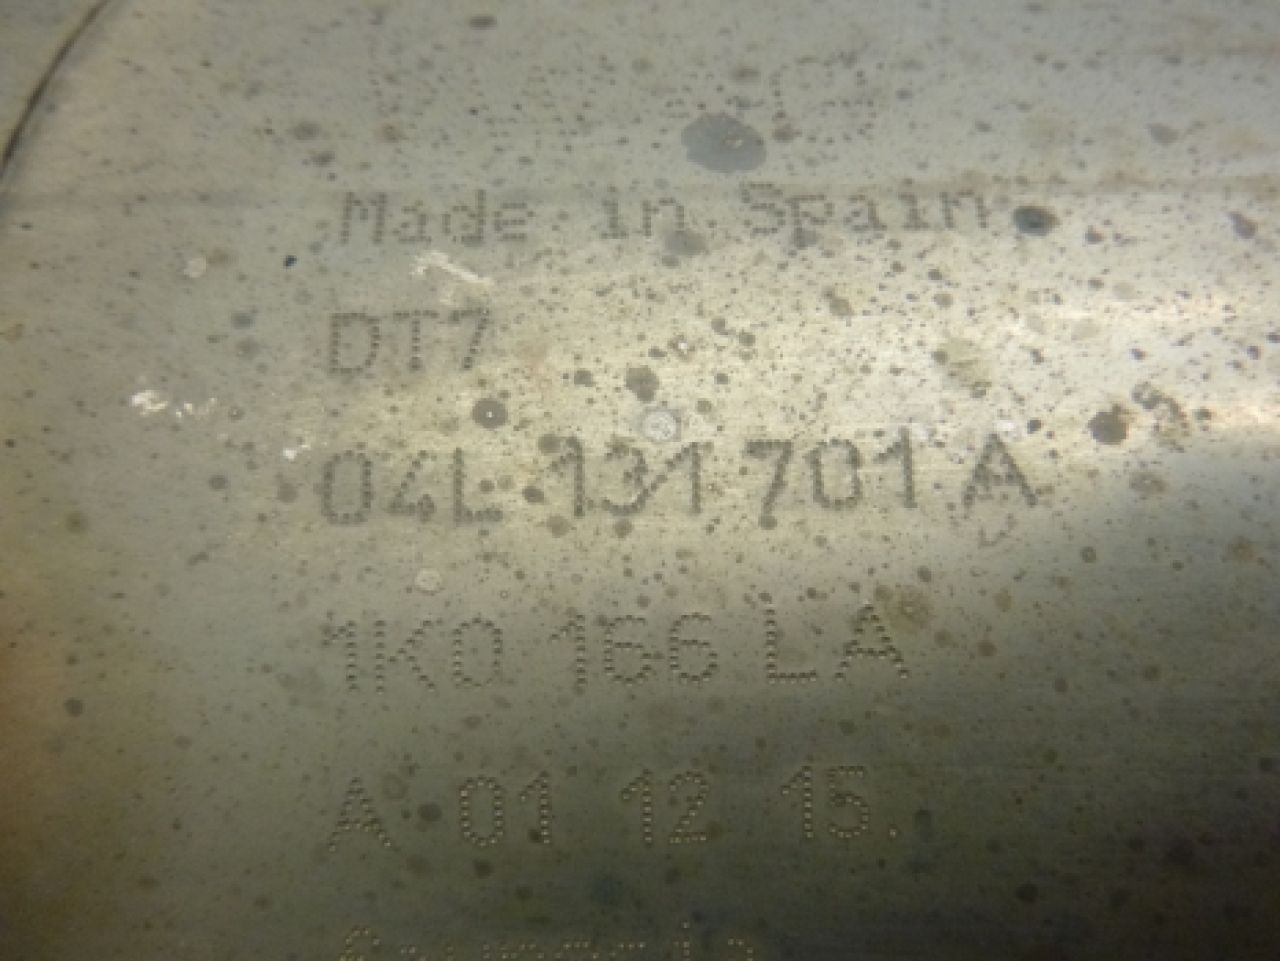 Made in Spain
DT7
04L 131 701 A
1K0 166 LA
A 01 12 15.